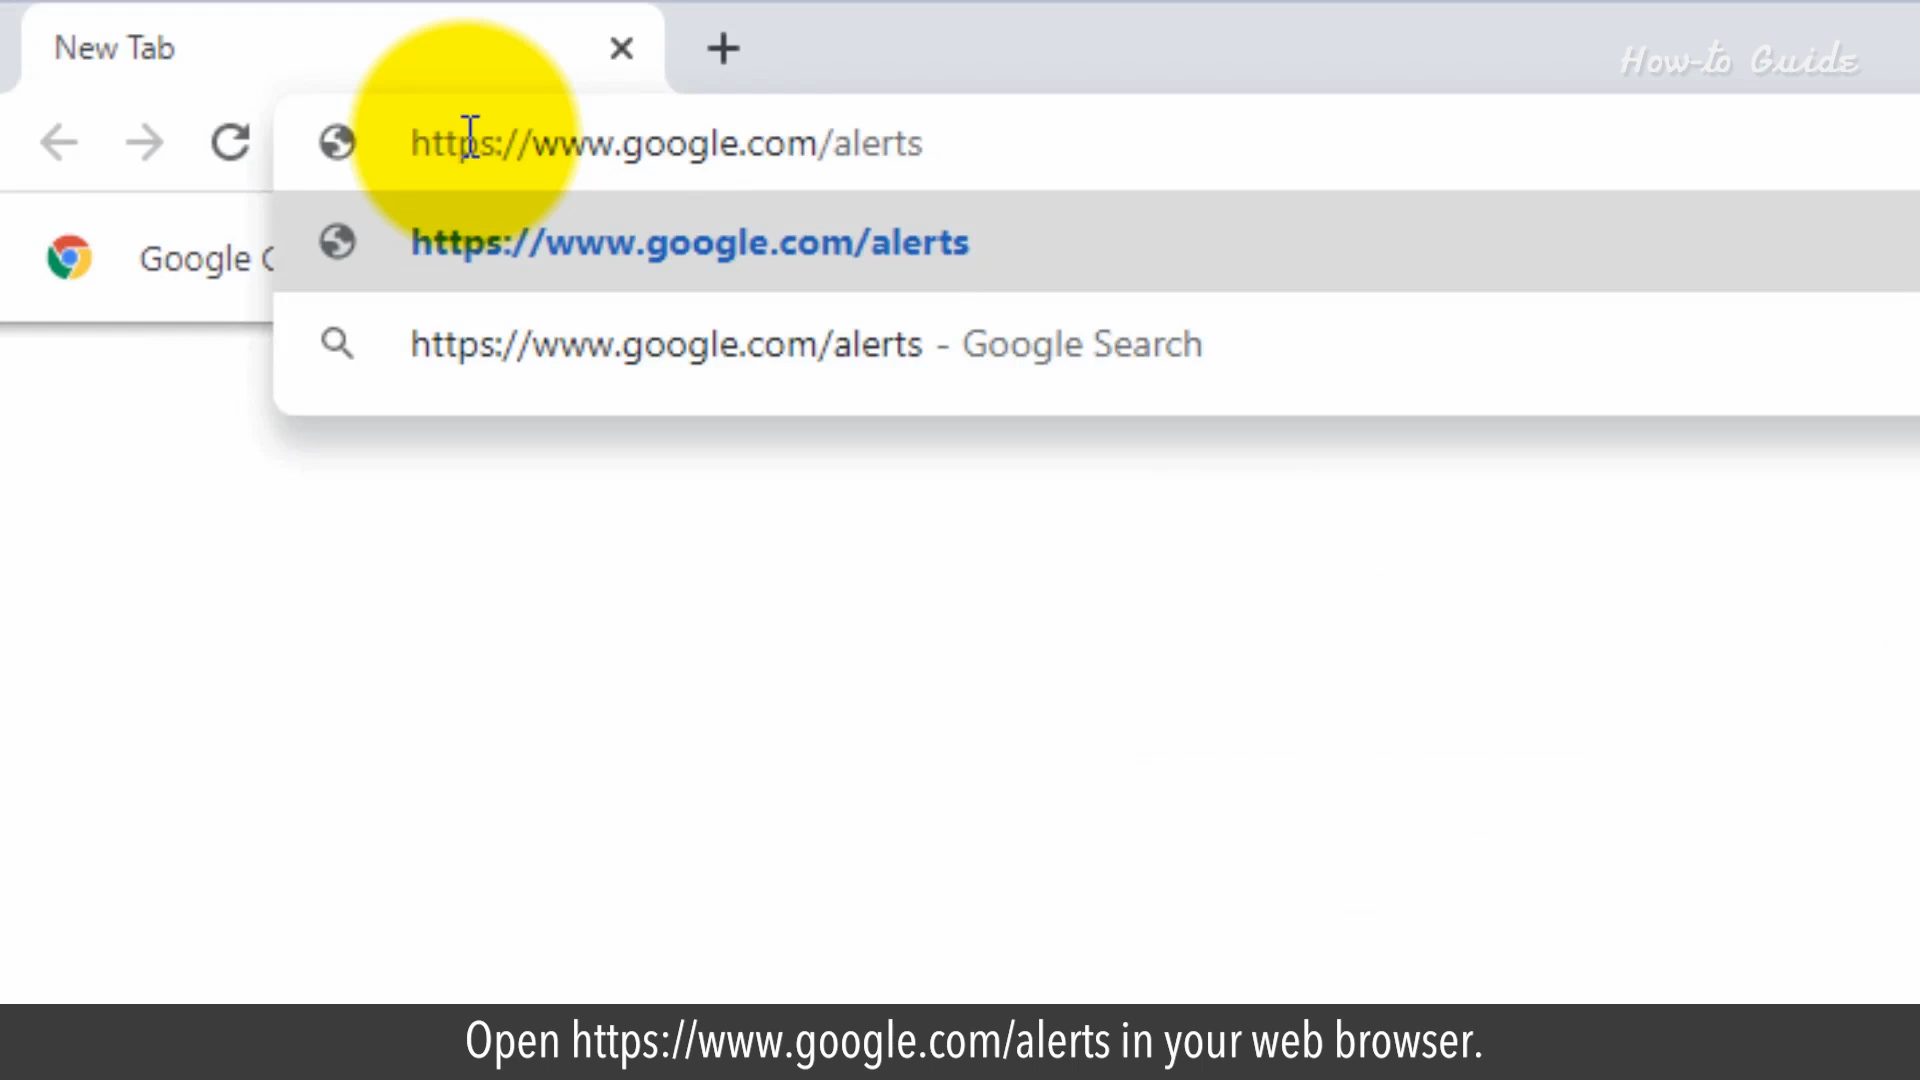 New Tab
How-to Guide
https://www.google.com/alerts
https://www.google.com/alerts
Google
https://www.google.com/alerts - Google Search
Open https://www.google.com/alerts in your web browser.